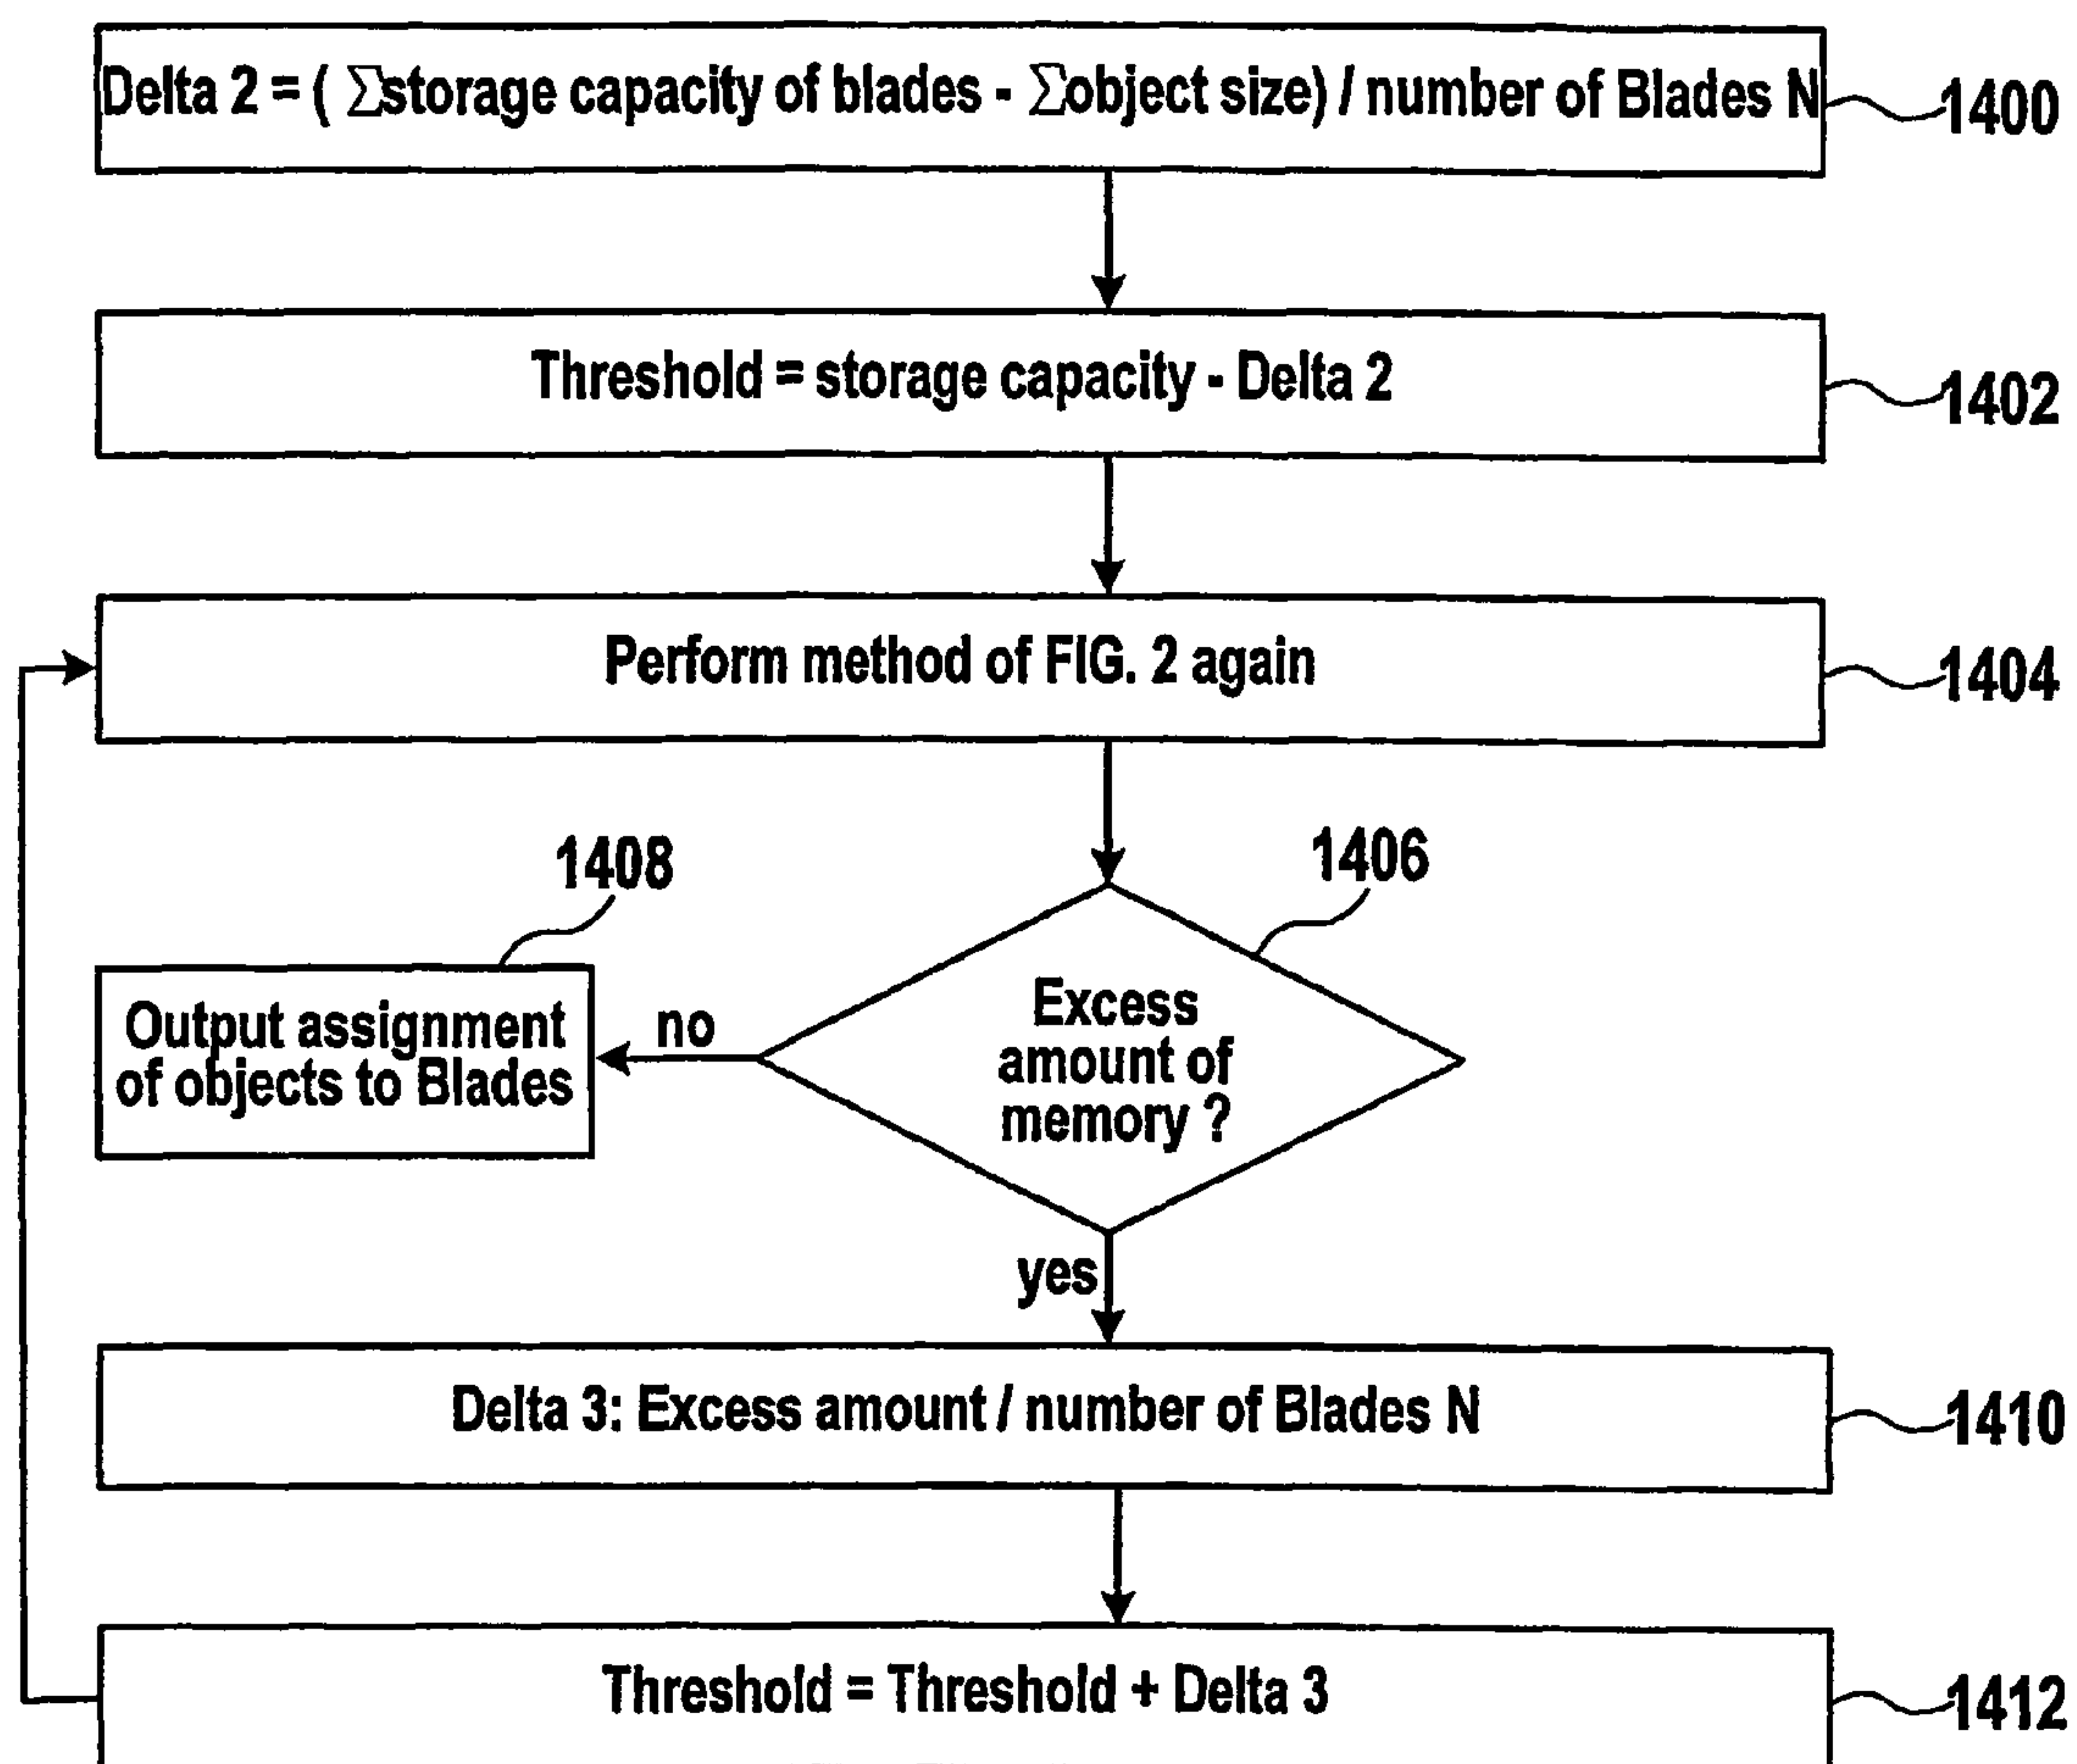 Delta 2 = ( ∑storage capacity of blades - ∑object size) / number of Blades N
1400
Threshold = storage capacity - Delta 2
1402
Perform method of FIG. 2 again
1404
1408
1406
Output assignment
of objects to Blades
no
Excess
amount of
memory ?
yes
Delta 3: Excess amount / number of Blades N
1410
Threshold = Threshold + Delta 3
1412